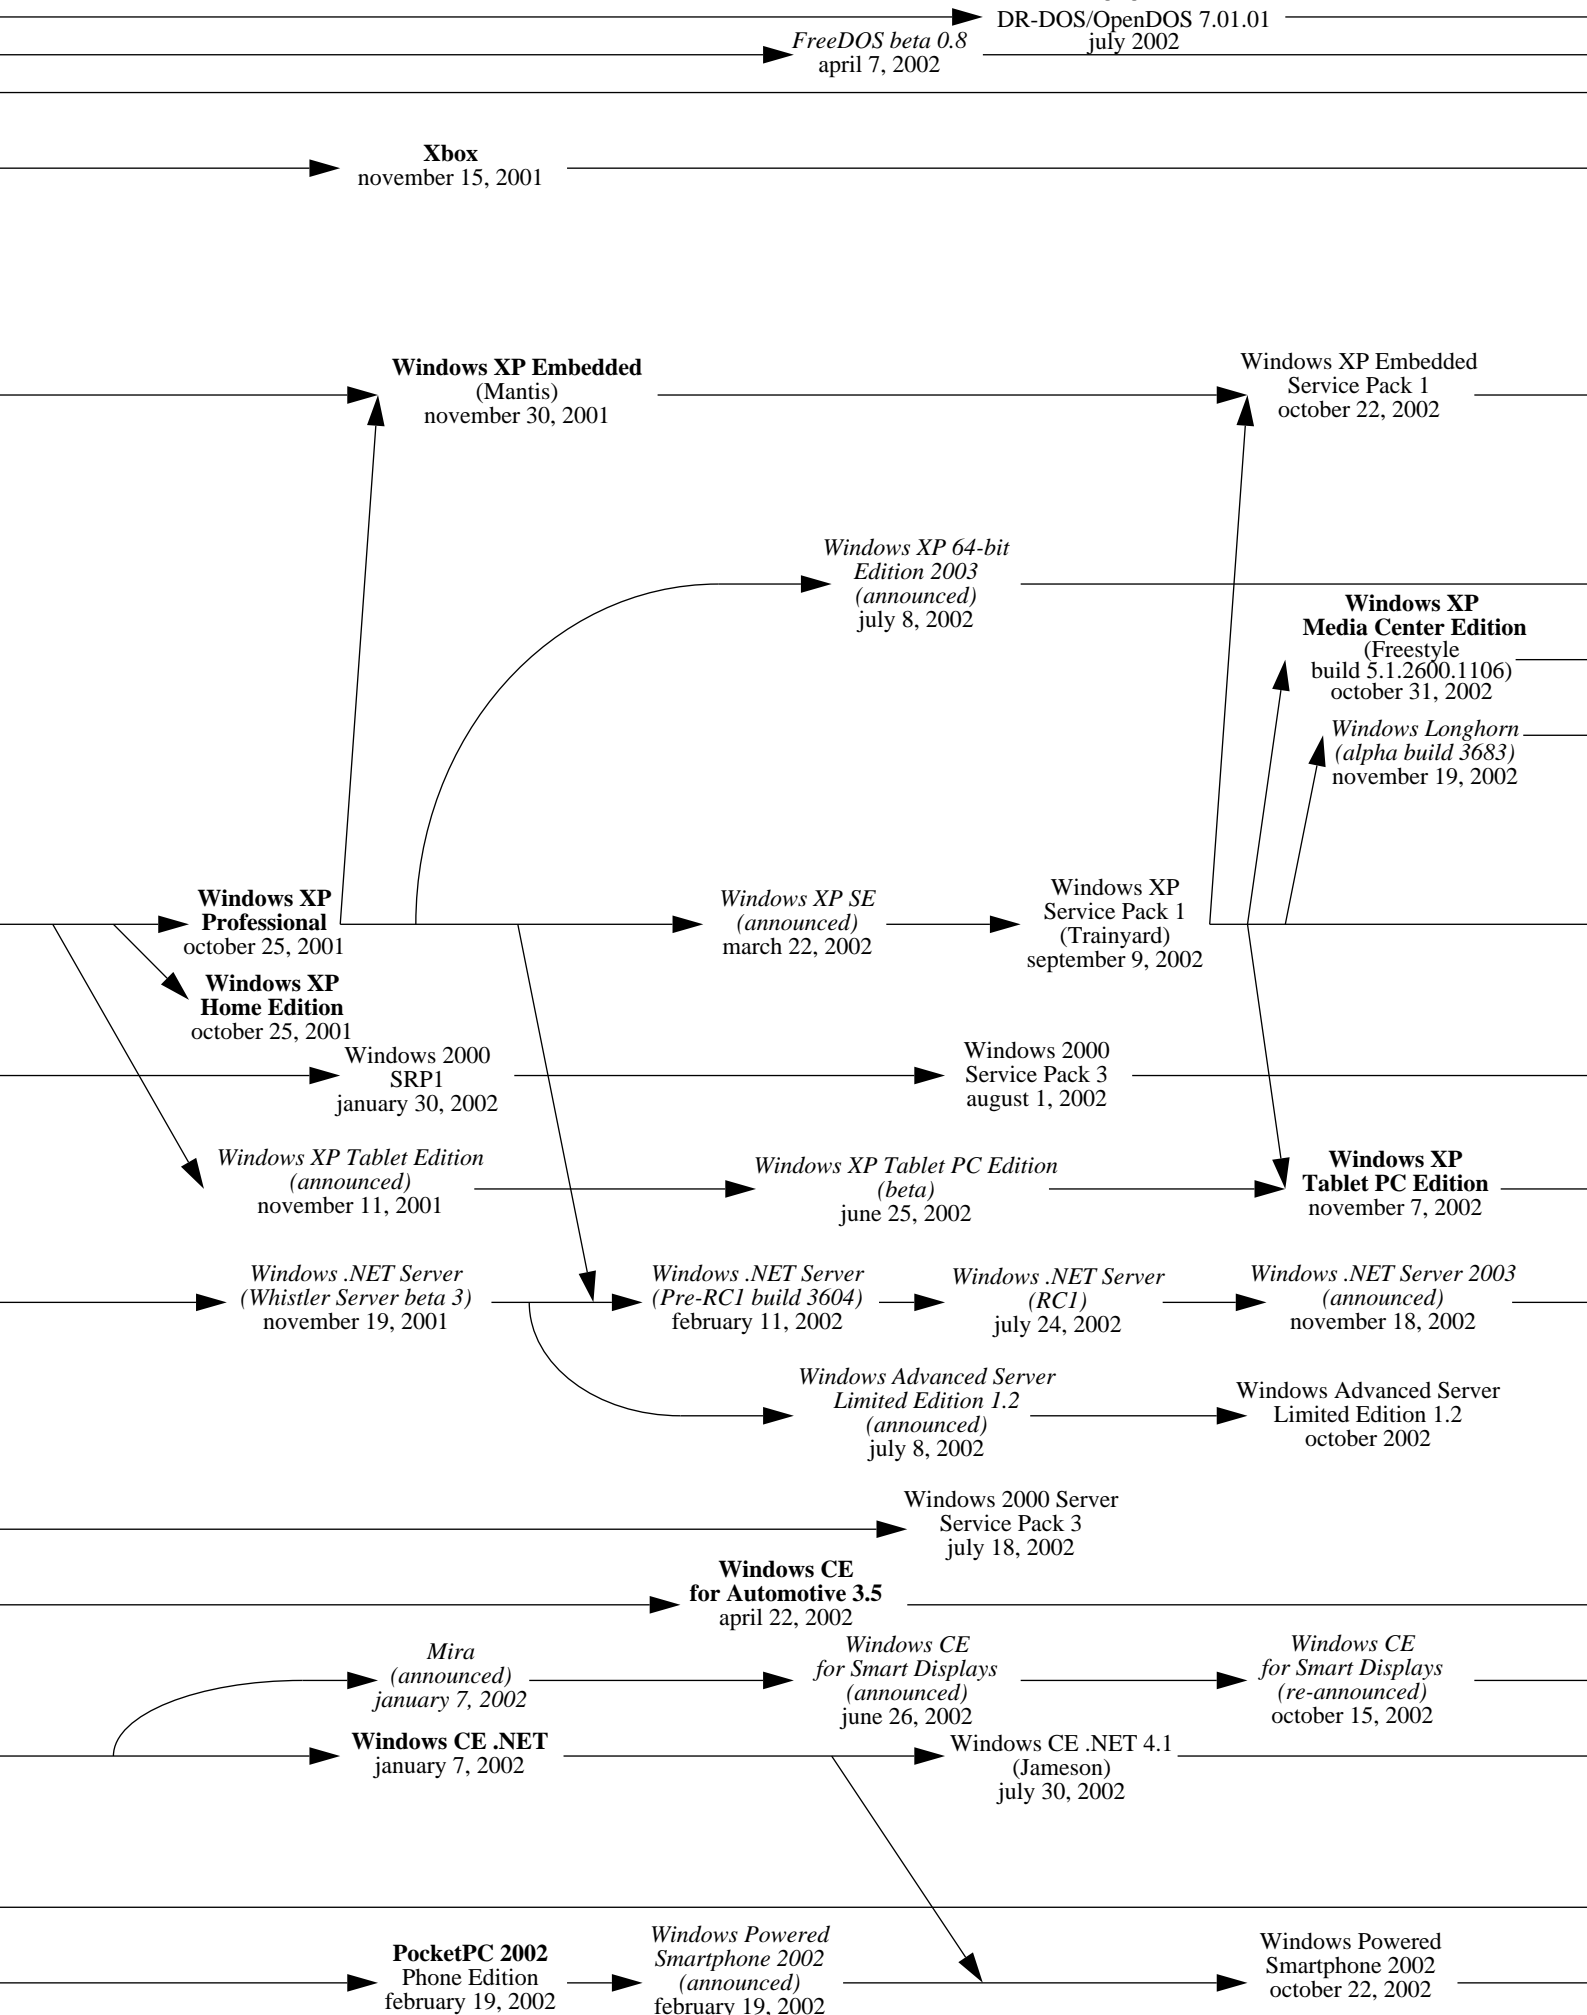 DR-DOS/OpenDOS 7.01.01
july 2002
FreeDOS beta 0.8
april 7, 2002
Xbox
november 15, 2001
Windows XP Embedded
(Mantis)
november 30, 2001
Windows XP Embedded
Service Pack 1
october 22, 2002
Windows XP 64-bit
Edition 2003
(announced)
july 8, 2002
Windows XP
Media Center Edition
(Freestyle
build 5.1.2600.1106)
october 31, 2002
Windows Longhorn
(alpha build 3683)
november 19, 2002
Windows XP
Professional
october 25, 2001
Windows XP SE
(announced)
march 22, 2002
Windows XP
Service Pack 1
(Trainyard)
september 9, 2002
Windows XP
Home Edition
october 25, 2001
Windows 2000
SRP1
january 30, 2002
Windows 2000
Service Pack 3
august 1, 2002
Windows XP Tablet Edition
(announced)
november 11, 2001
Windows XP Tablet PC Edition
(beta)
june 25, 2002
Windows XP
Tablet PC Edition
november 7, 2002
Windows .NET Server
(Whistler Server beta 3)
november 19, 2001
Windows .NET Server
(Pre-RC1 build 3604)
february 11, 2002
Windows .NET Server
(RC1)
july 24, 2002
Windows .NET Server 2003
(announced)
november 18, 2002
Windows Advanced Server
Limited Edition 1.2
(announced)
july 8, 2002
Windows Advanced Server
Limited Edition 1.2
october 2002
Windows 2000 Server
Service Pack 3
july 18, 2002
Windows CE
for Automotive 3.5
april 22, 2002
Mira
(announced)
january 7, 2002
Windows CE
for Smart Displays
(announced)
june 26, 2002
Windows CE
for Smart Displays
(re-announced)
october 15, 2002
Windows CE .NET
january 7, 2002
Windows CE .NET 4.1
(Jameson)
july 30, 2002
PocketPC 2002
Phone Edition
february 19, 2002
Windows Powered
Smartphone 2002
(announced)
february 19, 2002
Windows Powered
Smartphone 2002
october 22, 2002